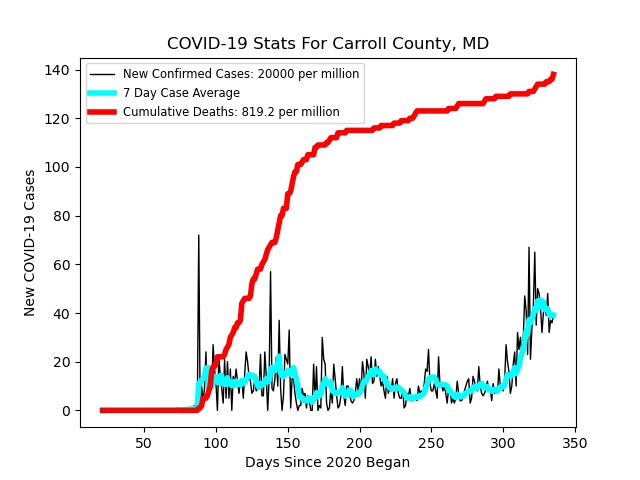 COVID-19 Stats For Carroll County, MD
New Confirmed Cases: 20000 per million
7 Day Case Average
Cumulative Deaths: 819.2 per million
New COVID-19 Cases
140
120
100
80
60
40
20
0
50
100
150
200
250
300
350
Days Since 2020 Began